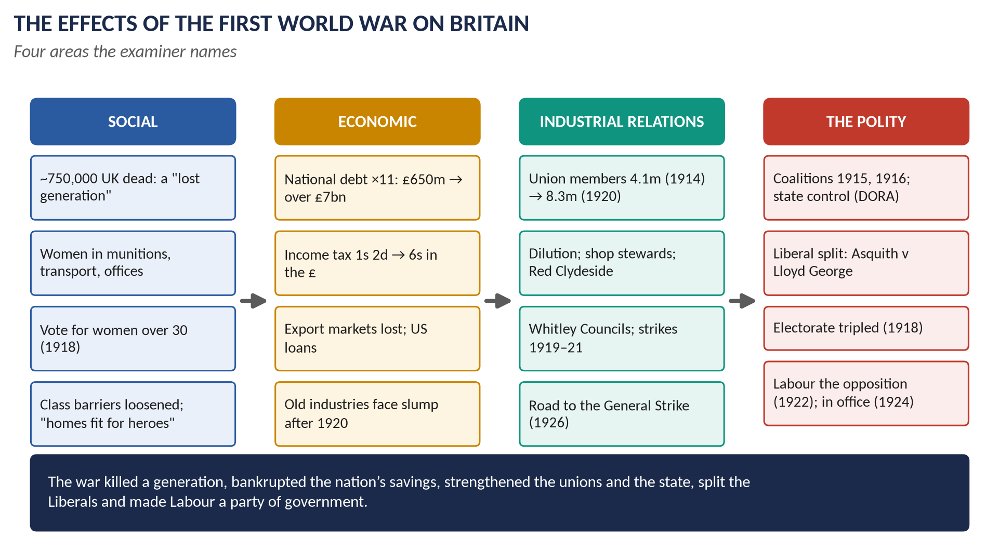 THE EFFECTS OF THE FIRST WORLD WAR ON BRITAIN
Four areas the examiner names
SOCIAL
~750,000 UK dead: a "lost
generation"
Women in munitions,
transport, offices
Vote for women over 30
(1918)
Class barriers loosened;
"homes fit for heroes"
ECONOMIC
National debt ×11: £650m →
over £7bn
Income tax 1s 2d → 6s in
the £
Export markets lost; US
loans
Old industries face slump
after 1920
INDUSTRIAL RELATIONS
Union members 4.1m (1914)
→ 8.3m (1920)
Dilution; shop stewards;
Red Clydeside
Whitley Councils; strikes
1919–21
Road to the General Strike
(1926)
THE POLITY
Coalitions 1915, 1916;
state control (DORA)
Liberal split: Asquith v
Lloyd George
Electorate tripled (1918)
Labour the opposition
(1922); in office (1924)
The war killed a generation, bankrupted the nation’s savings, strengthened the unions and the state, split the
Liberals and made Labour a party of government.